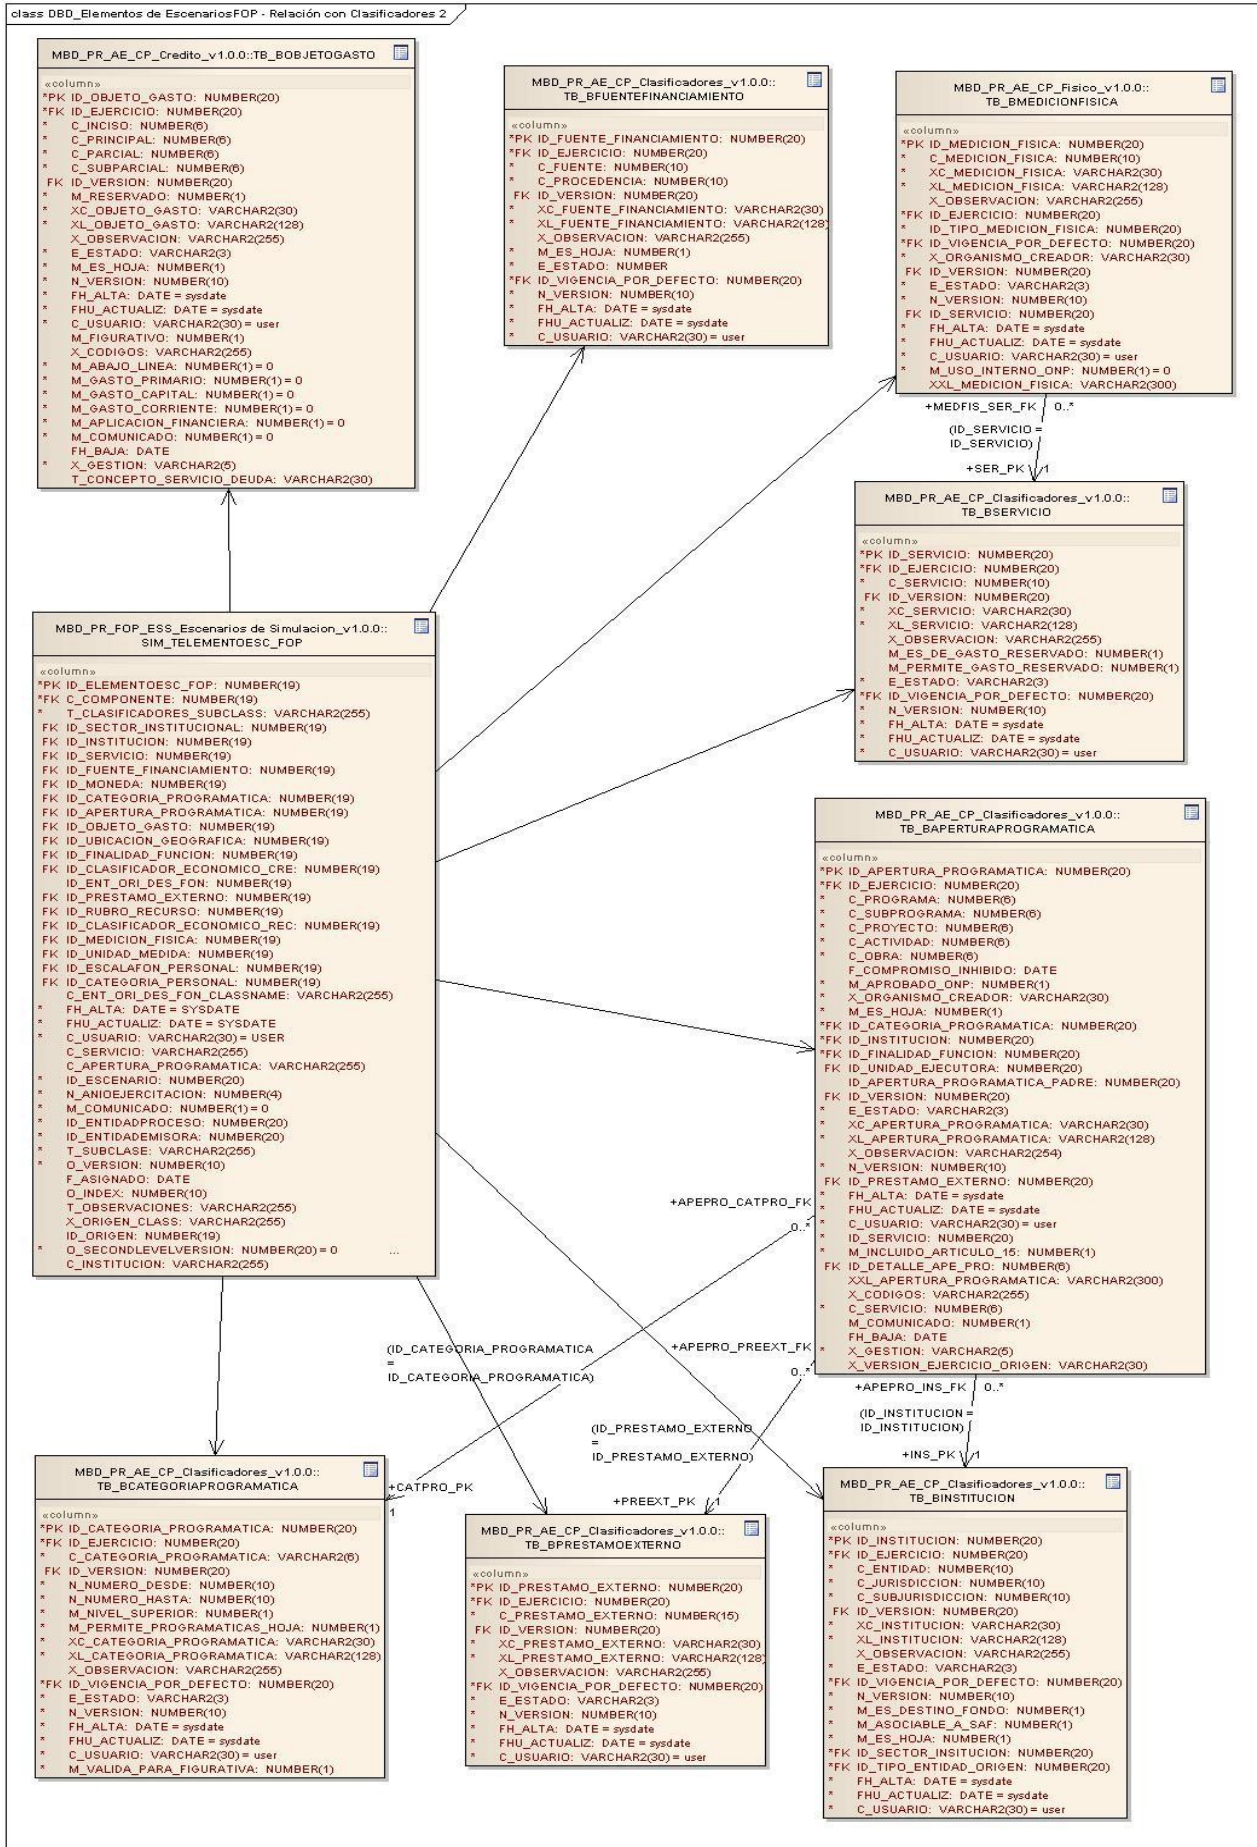 class DBD_Elementos de EscenariosFOP - Relación con Clasificadores 2
MBD_PR_AE_CP_Credito_v1.0.0::TB_BOBJETOGASTO
«column»
*PK ID_OBJETO_GASTO: NUMBER(20)
*FK ID_EJERCICIO: NUMBER(20)
* C_INCISO: NUMBER(6)
* C_PRINCIPAL: NUMBER(6)
* C_PARCIAL: NUMBER(6)
* C_SUBPARCIAL: NUMBER(6)
FK ID_VERSION: NUMBER(20)
* M_RESERVADO: NUMBER(1)
* XC_OBJETO_GASTO: VARCHAR2(30)
* XL_OBJETO_GASTO: VARCHAR2(128)
X_OBSERVACION: VARCHAR2(255)
* E_ESTADO: VARCHAR2(3)
* M_ES_HOJA: NUMBER(1)
* N_VERSION: NUMBER(10)
* FH_ALTA: DATE = sysdate
* FHU_ACTUALIZ: DATE = sysdate
* C_USUARIO: VARCHAR2(30) = user
M_FIGURATIVO: NUMBER(1)
X_CODIGOS: VARCHAR2(255)
* M_ABAJO_LINEA: NUMBER(1) = 0
* M_GASTO_PRIMARIO: NUMBER(1) = 0
* M_GASTO_CAPITAL: NUMBER(1) = 0
* M_GASTO_CORRIENTE: NUMBER(1) = 0
* M_APLICACION_FINANCIERA: NUMBER(1) = 0
* M_COMUNICADO: NUMBER(1) = 0
FH_BAJA: DATE
* X_GESTION: VARCHAR2(5)
T_CONCEPTO_SERVICIO_DEUDA: VARCHAR2(30)
MBD_PR_AE_CP_Clasificadores_v1.0.0::
TB_BFUENTEFINANCIAMIENTO
«column»
*PK ID_FUENTE_FINANCIAMIENTO: NUMBER(20)
*FK ID_EJERCICIO: NUMBER(20)
* C_FUENTE: NUMBER(10)
* C_PROCEDENCIA: NUMBER(10)
FK ID_VERSION: NUMBER(20)
* XC_FUENTE_FINANCIAMIENTO: VARCHAR2(30)
* XL_FUENTE_FINANCIAMIENTO: VARCHAR2(128)
X_OBSERVACION: VARCHAR2(255)
* M_ES_HOJA: NUMBER(1)
* E_ESTADO: NUMBER
*FK ID_VIGENCIA_POR_DEFECTO: NUMBER(20)
* N_VERSION: NUMBER(10)
* FH_ALTA: DATE = sysdate
* FHU_ACTUALIZ: DATE = sysdate
* C_USUARIO: VARCHAR2(30) = user
MBD_PR_AE_CP_Fisico_v1.0.0::
TB_BMEDICIONFISICA
«column»
*PK ID_MEDICION_FISICA: NUMBER(20)
* C_MEDICION_FISICA: NUMBER(10)
* XC_MEDICION_FISICA: VARCHAR2(30)
* XL_MEDICION_FISICA: VARCHAR2(128)
X_OBSERVACION: VARCHAR2(255)
*FK ID_EJERCICIO: NUMBER(20)
* ID_TIPO_MEDICION_FISICA: NUMBER(20)
*FK ID_VIGENCIA_POR_DEFECTO: NUMBER(20)
* X_ORGANISMO_CREADOR: VARCHAR2(30)
FK ID_VERSION: NUMBER(20)
* E_ESTADO: VARCHAR2(3)
* N_VERSION: NUMBER(10)
FK ID_SERVICIO: NUMBER(20)
* FH_ALTA: DATE = sysdate
* FHU_ACTUALIZ: DATE = sysdate
* C_USUARIO: VARCHAR2(30) = user
* M_USO_INTERNO_ONP: NUMBER(1) = 0
XXL_MEDICION_FISICA: VARCHAR2(300)
+MEDFIS_SER_FK 0..*
(ID_SERVICIO =
ID_SERVICIO)
+SER_PK 1
MBD_PR_AE_CP_Clasificadores_v1.0.0::
TB_BSERVICIO
«column»
*PK ID_SERVICIO: NUMBER(20)
*FK ID_EJERCICIO: NUMBER(20)
* C_SERVICIO: NUMBER(10)
FK ID_VERSION: NUMBER(20)
* XC_SERVICIO: VARCHAR2(30)
* XL_SERVICIO: VARCHAR2(128)
X_OBSERVACION: VARCHAR2(255)
M_ES_DE_GASTO_RESERVADO: NUMBER(1)
M_PERMITE_GASTO_RESERVADO: NUMBER(1)
* E_ESTADO: VARCHAR2(3)
*FK ID_VIGENCIA_POR_DEFECTO: NUMBER(20)
* N_VERSION: NUMBER(10)
* FH_ALTA: DATE = sysdate
* FHU_ACTUALIZ: DATE = sysdate
* C_USUARIO: VARCHAR2(30) = user
MBD_PR_FOP_ESS_Escenarios de Simulacion_v1.0.0::
SIM_TELEMENTOESC_FOP
«column»
*PK ID_ELEMENTOESC_FOP: NUMBER(19)
*FK C_COMPONENTE: NUMBER(19)
* T_CLASIFICADORES_SUBCLASS: VARCHAR2(255)
FK ID_SECTOR_INSTITUCIONAL: NUMBER(19)
FK ID_INSTITUCION: NUMBER(19)
FK ID_SERVICIO: NUMBER(19)
FK ID_FUENTE_FINANCIAMIENTO: NUMBER(19)
FK ID_MONEDA: NUMBER(19)
FK ID_CATEGORIA_PROGRAMATICA: NUMBER(19)
FK ID_APERTURA_PROGRAMATICA: NUMBER(19)
FK ID_OBJETO_GASTO: NUMBER(19)
FK ID_UBICACION_GEOGRAFICA: NUMBER(19)
FK ID_FINALIDAD_FUNCION: NUMBER(19)
FK ID_CLASIFICADOR_ECONOMICO_CRE: NUMBER(19)
ID_ENT_ORI_DES_FON: NUMBER(19)
FK ID_PRESTAMO_EXTERNO: NUMBER(19)
FK ID_RUBRO_RECURSO: NUMBER(19)
FK ID_CLASIFICADOR_ECONOMICO_REC: NUMBER(19)
FK ID_MEDICION_FISICA: NUMBER(19)
FK ID_UNIDAD_MEDIDA: NUMBER(19)
FK ID_ESCALAFON_PERSONAL: NUMBER(19)
FK ID_CATEGORIA_PERSONAL: NUMBER(19)
C_ENT_ORI_DES_FON_CLASSNAME: VARCHAR2(255)
* FH_ALTA: DATE = SYSDATE
* FHU_ACTUALIZ: DATE = SYSDATE
* C_USUARIO: VARCHAR2(30) = USER
C_SERVICIO: VARCHAR2(255)
C_APERTURA_PROGRAMATICA: VARCHAR2(255)
* ID_ESCENARIO: NUMBER(20)
* N_ANIOEJERCITACION: NUMBER(4)
* M_COMUNICADO: NUMBER(1) = 0
* ID_ENTIDADPROCESO: NUMBER(20)
* ID_ENTIDADEMISORA: NUMBER(20)
* T_SUBCLASE: VARCHAR2(255)
* O_VERSION: NUMBER(10)
F_ASIGNADO: DATE
O_INDEX: NUMBER(10)
T_OBSERVACIONES: VARCHAR2(255)
X_ORIGEN_CLASS: VARCHAR2(255)
ID_ORIGEN: NUMBER(19)
* O_SECONDLEVELVERSION: NUMBER(20) = 0 ...
C_INSTITUCION: VARCHAR2(255)
MBD_PR_AE_CP_Clasificadores_v1.0.0::
TB_BAPERTURAPROGRAMATICA
«column»
*PK ID_APERTURA_PROGRAMATICA: NUMBER(20)
*FK ID_EJERCICIO: NUMBER(20)
* C_PROGRAMA: NUMBER(6)
* C_SUBPROGRAMA: NUMBER(6)
* C_PROYECTO: NUMBER(6)
* C_ACTIVIDAD: NUMBER(6)
* C_OBRA: NUMBER(6)
F_COMPROMISO_INHIBIDO: DATE
* M_APROBADO_ONP: NUMBER(1)
* X_ORGANISMO_CREADOR: VARCHAR2(30)
* M_ES_HOJA: NUMBER(1)
*FK ID_CATEGORIA_PROGRAMATICA: NUMBER(20)
*FK ID_INSTITUCION: NUMBER(20)
*FK ID_FINALIDAD_FUNCION: NUMBER(20)
FK ID_UNIDAD_EJECUTORA: NUMBER(20)
ID_APERTURA_PROGRAMATICA_PADRE: NUMBER(20)
FK ID_VERSION: NUMBER(20)
* E_ESTADO: VARCHAR2(3)
* XC_APERTURA_PROGRAMATICA: VARCHAR2(30)
* XL_APERTURA_PROGRAMATICA: VARCHAR2(128)
X_OBSERVACION: VARCHAR2(254)
* N_VERSION: NUMBER(10)
FK ID_PRESTAMO_EXTERNO: NUMBER(20)
* FH_ALTA: DATE = sysdate
* FHU_ACTUALIZ: DATE = sysdate
* C_USUARIO: VARCHAR2(30) = user
ID_SERVICIO: NUMBER(20)
* M_INCLUIDO_ARTICULO_15: NUMBER(1)
FK ID_DETALLE_APE_PRO: NUMBER(6)
XXL_APERTURA_PROGRAMATICA: VARCHAR2(300)
X_CODIGOS: VARCHAR2(255)
* C_SERVICIO: NUMBER(6)
M_COMUNICADO: NUMBER(1)
FH_BAJA: DATE
* X_GESTION: VARCHAR2(5)
X_VERSION_EJERCICIO_ORIGEN: VARCHAR2(30)
+APEPRO_CATPRO_FK
0..*
(ID_CATEGORIA_PROGRAMATICA
=
ID_CATEGORIA_PROGRAMATICA)
+CATPRO_PK
1
+APEPRO_PREEXT_FK
0..*
(ID_PRESTAMO_EXTERNO
=
ID_PRESTAMO_EXTERNO)
+PREEXT_PK 1
+APEPRO_INS_FK 0..*
(ID_INSTITUCION =
ID_INSTITUCION)
+INS_PK 1
MBD_PR_AE_CP_Clasificadores_v1.0.0::
TB_BCATEGORIAPROGRAMATICA
«column»
*PK ID_CATEGORIA_PROGRAMATICA: NUMBER(20)
*FK ID_EJERCICIO: NUMBER(20)
* C_CATEGORIA_PROGRAMATICA: VARCHAR2(6)
FK ID_VERSION: NUMBER(20)
* N_NUMERO_DESDE: NUMBER(10)
* N_NUMERO_HASTA: NUMBER(10)
* M_NIVEL_SUPERIOR: NUMBER(1)
* M_PERMITE_PROGRAMATICAS_HOJA: NUMBER(1)
* XC_CATEGORIA_PROGRAMATICA: VARCHAR2(30)
* XL_CATEGORIA_PROGRAMATICA: VARCHAR2(128)
X_OBSERVACION: VARCHAR2(255)
*FK ID_VIGENCIA_POR_DEFECTO: NUMBER(20)
* E_ESTADO: VARCHAR2(3)
* N_VERSION: NUMBER(10)
* FH_ALTA: DATE = sysdate
* FHU_ACTUALIZ: DATE = sysdate
* C_USUARIO: VARCHAR2(30) = user
* M_VALIDA_PARA_FIGURATIVA: NUMBER(1)
MBD_PR_AE_CP_Clasificadores_v1.0.0::
TB_BPRESTAMOEXTERNO
«column»
*PK ID_PRESTAMO_EXTERNO: NUMBER(20)
*FK ID_EJERCICIO: NUMBER(20)
* C_PRESTAMO_EXTERNO: NUMBER(15)
FK ID_VERSION: NUMBER(20)
* XC_PRESTAMO_EXTERNO: VARCHAR2(30)
* XL_PRESTAMO_EXTERNO: VARCHAR2(128)
X_OBSERVACION: VARCHAR2(255)
*FK ID_VIGENCIA_POR_DEFECTO: NUMBER(20)
* E_ESTADO: VARCHAR2(3)
* N_VERSION: NUMBER(10)
* FH_ALTA: DATE = sysdate
* FHU_ACTUALIZ: DATE = sysdate
* C_USUARIO: VARCHAR2(30) = user
MBD_PR_AE_CP_Clasificadores_v1.0.0::
TB_BINSTITUCION
«column»
*PK ID_INSTITUCION: NUMBER(20)
*FK ID_EJERCICIO: NUMBER(20)
* C_ENTIDAD: NUMBER(10)
* C_JURISDICCION: NUMBER(10)
* C_SUBJURISDICCION: NUMBER(10)
FK ID_VERSION: NUMBER(20)
* XC_INSTITUCION: VARCHAR2(30)
* XL_INSTITUCION: VARCHAR2(128)
X_OBSERVACION: VARCHAR2(255)
* E_ESTADO: VARCHAR2(3)
*FK ID_VIGENCIA_POR_DEFECTO: NUMBER(20)
* N_VERSION: NUMBER(10)
* M_ES_DESTINO_FONDO: NUMBER(1)
* M_ASOCIABLE_A_SAF: NUMBER(1)
* M_ES_HOJA: NUMBER(1)
*FK ID_SECTOR_INSITUCION: NUMBER(20)
*FK ID_TIPO_ENTIDAD_ORIGEN: NUMBER(20)
* FH_ALTA: DATE = sysdate
* FHU_ACTUALIZ: DATE = sysdate
* C_USUARIO: VARCHAR2(30) = user